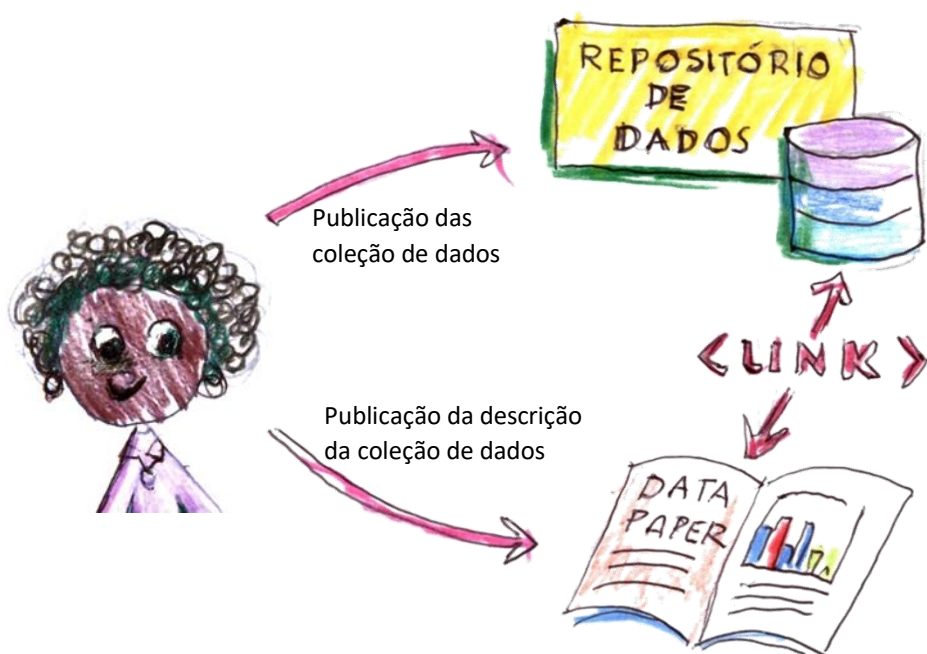 REPOSITÓRIO
DE
DADOS
Publicação das
coleção de dados
<LINK>
Publicação da descrição
da coleção de dados
DATA
PAPER